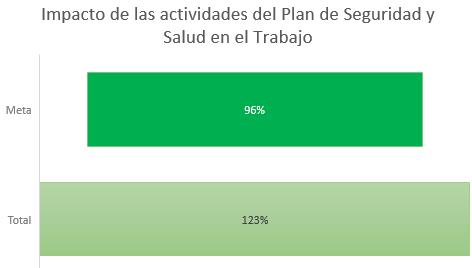 Impacto de las actividades del Plan de Seguridad y
Salud en el Trabajo
Meta
96%
Total
123%